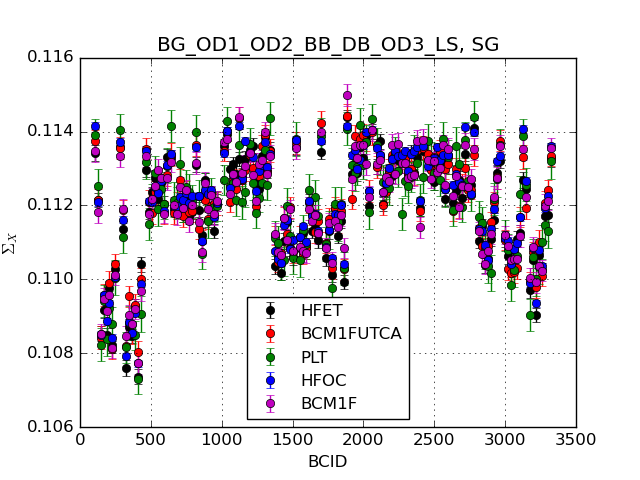 BG_OD1_OD2_BB_DB_OD3_LS, SG
0.116
0.114
0.112
0.110
0.108
0.106
Σ_X
HFET
BCM1FUTCA
PLT
HFOC
BCM1F
0 500 1000 1500 2000 2500 3000 3500
BCID